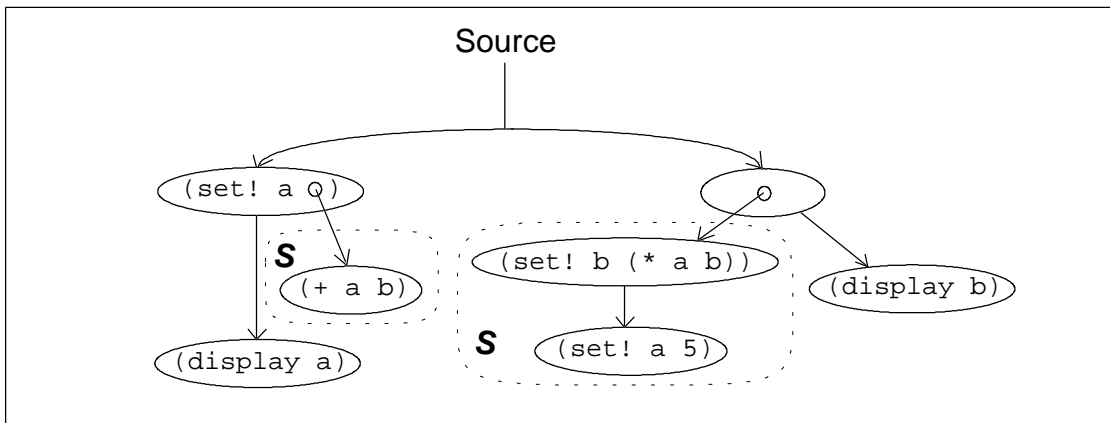 Source
(set! a )
S
(+ a b)
(display a)
(set! b (* a b))
(display b)
S
(set! a 5)